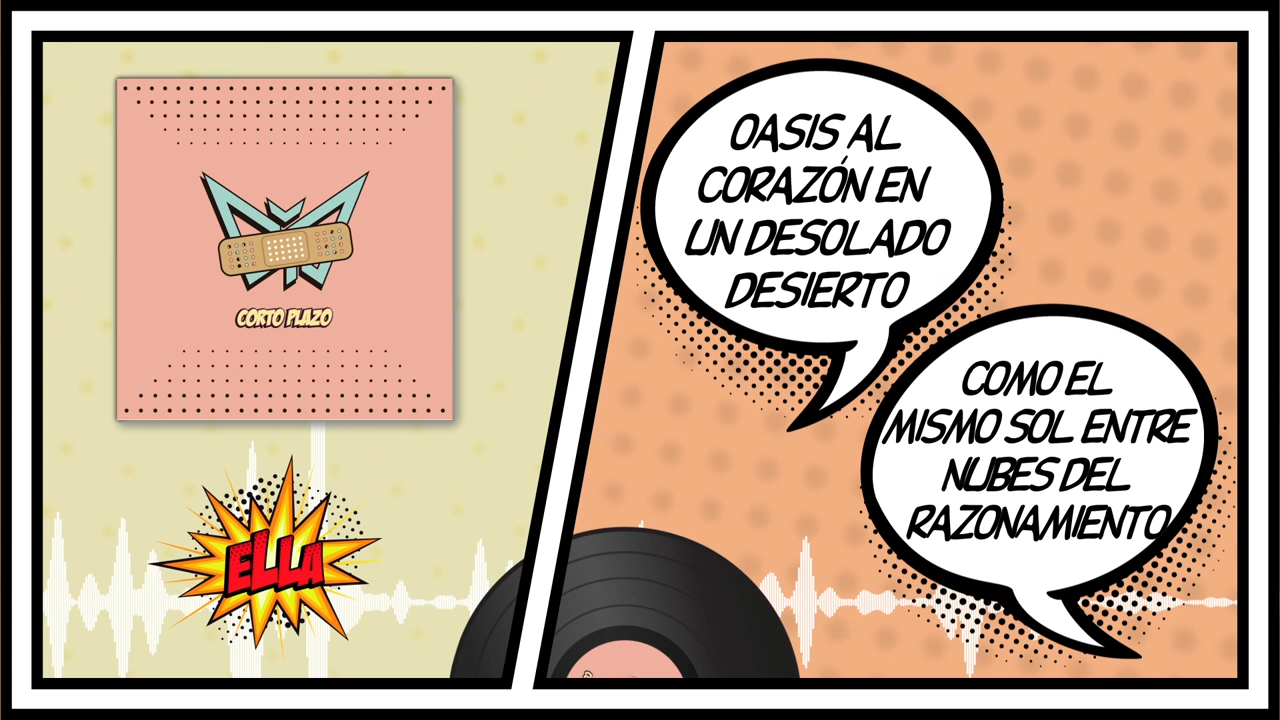 CORTO PLAZO
ELLA
OASIS AL
CORAZÓN EN
UN DESOLADO
DESIERTO
COMO EL
MISMO SOL ENTRE
NUBES DEL
RAZONAMIENTO